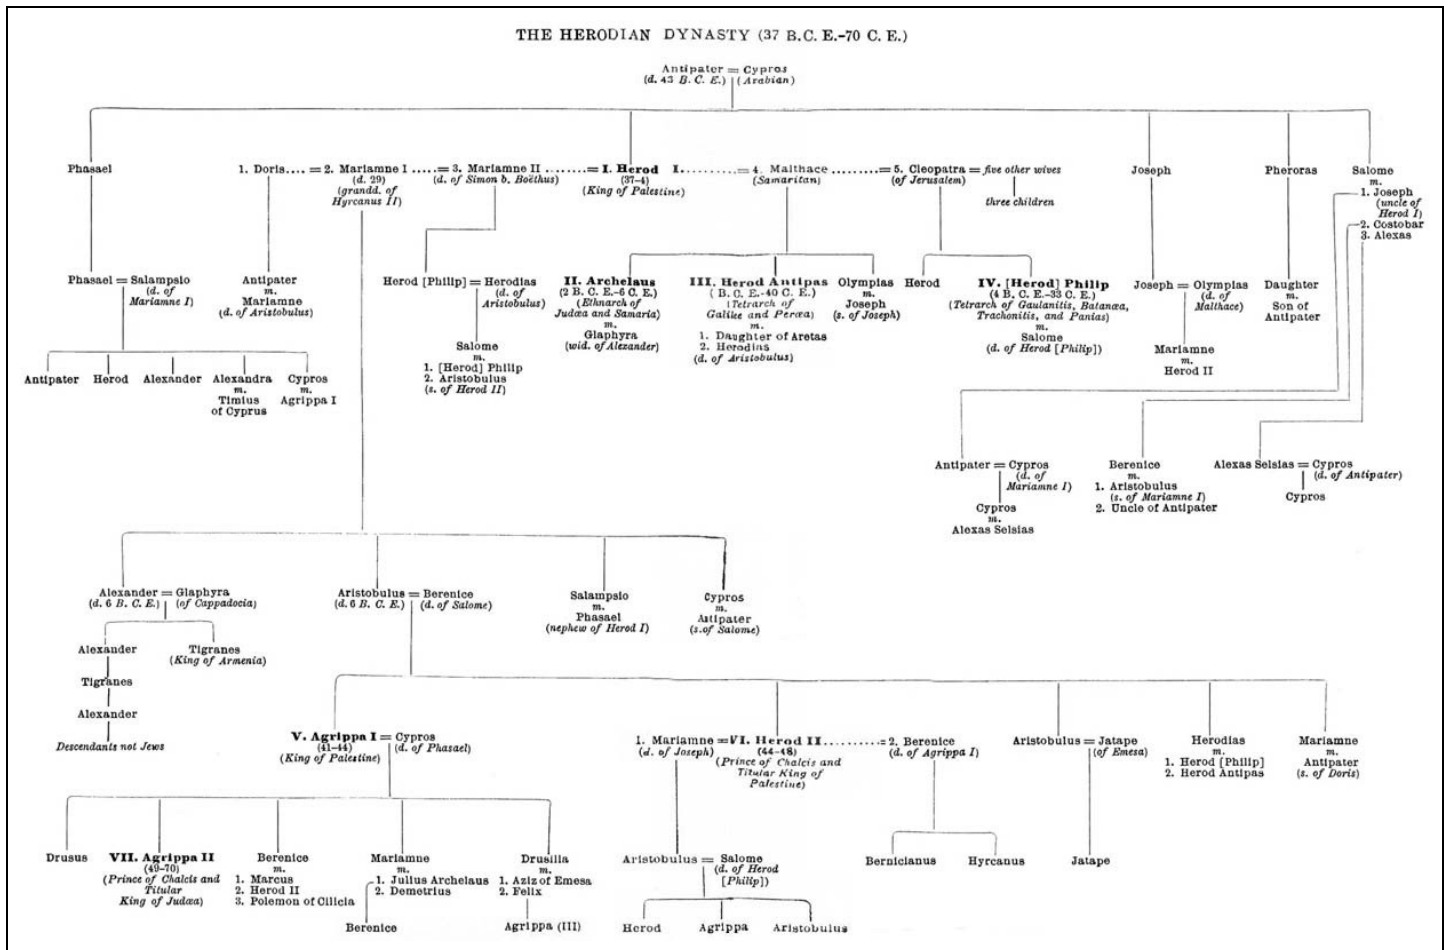 THE HERODIAN DYNASTY (37 B.C.E.-70 C.E.)
Antipater = Cypros
(d. 43 B. C. E.) (Arabian)
Phasael
1. Doris.... = 2. Mariamne I ..... = 3. Mariamne II ........ = I. Herod I.......... = 4. Malthace ......... = 5. Cleopatra = five other wives
(d. 29)
(grandd. of
Hyrcanus II)
(d. of Simon b. Boëthus)
(37-4)
(King of Palestine)
(Samaritan)
(of Jerusalem)
three children
Joseph
Pheroras
Salome
m.
1. Joseph
(uncle of
Herod I)
2. Costobar
3. Alexas
Phasael = Salampsio
(d. of
Mariamne I)
Antipater
m.
Mariamne
(d. of Aristobulus)
Herod [Philip] = Herodias
(d. of
Aristobulus)
II. Archelaus
(2 B. C. E.-6 C. E.)
(Ethnarch of
Judæa and Samaria)
m.
Glaphyra
(wid. of Alexander)
III. Herod Antipas
( B. C. E.-40 C. E.)
(Tetrarch of
Galilee and Peræa)
m.
1. Daughter of Aretas
2. Herodias
(d. of Aristobulus)
Olympias
m.
Joseph
(s. of Joseph)
Herod
IV. [Herod] Philip
(4 B. C. E.-33 C. E.)
(Tetrarch of Gaulanitis, Batanæa,
Trachonitis, and Panias)
m.
Salome
(d. of Herod [Philip])
Joseph = Olympias
(d. of
Malthace)
Daughter
m.
Son of
Antipater
Salome
m.
1. [Herod] Philip
2. Aristobulus
(s. of Herod II)
Mariamne
m.
Herod II
Antipater
Herod
Alexander
Alexandra
m.
Timius
of Cyprus
Cypros
m.
Agrippa I
Antipater = Cypros
(d. of
Mariamne I)
Cypros
m.
Alexas Selsias
Berenice
m.
1. Aristobulus
(s. of Mariamne I)
2. Uncle of Antipater
Alexas Selsias = Cypros
(d. of Antipater)
Cypros
Alexander = Glaphyra
(d. 6 B. C. E.) (of Cappadocia)
Aristobulus = Berenice
(d. 6 B. C. E.) (d. of Salome)
Salampsio
m.
Phasael
(nephew of Herod I)
Cypros
m.
Antipater
(s. of Salome)
Alexander
Tigranes
(King of Armenia)
Tigranes
Alexander
Descendants not Jews
V. Agrippa I = Cypros
(41-44) (d. of Phasael)
(King of Palestine)
1. Mariamne = VI. Herod II.......... = 2. Berenice
(d. of Joseph)
(44-48)
(Prince of Chalcis and
Titular King of
Palestine)
(d. of Agrippa I)
Aristobulus = Jatape
(of Emesa)
Herodias
m.
1. Herod [Philip]
2. Herod Antipas
Mariamne
m.
Antipater
(s. of Doris)
Drusus
VII. Agrippa II
(49-70)
(Prince of Chalcis and
Titular
King of Judæa)
Berenice
m.
1. Marcus
2. Herod II
3. Polemon of Cilicia
Mariamne
m.
1. Julius Archelaus
2. Demetrius
Berenice
Drusilla
m.
1. Aziz of Emesa
2. Felix
Agrippa (III)
Aristobulus = Salome
(d. of Herod
[Philip])
Bernicianus
Hyrcanus
Jatape
Herod
Agrippa
Aristobulus